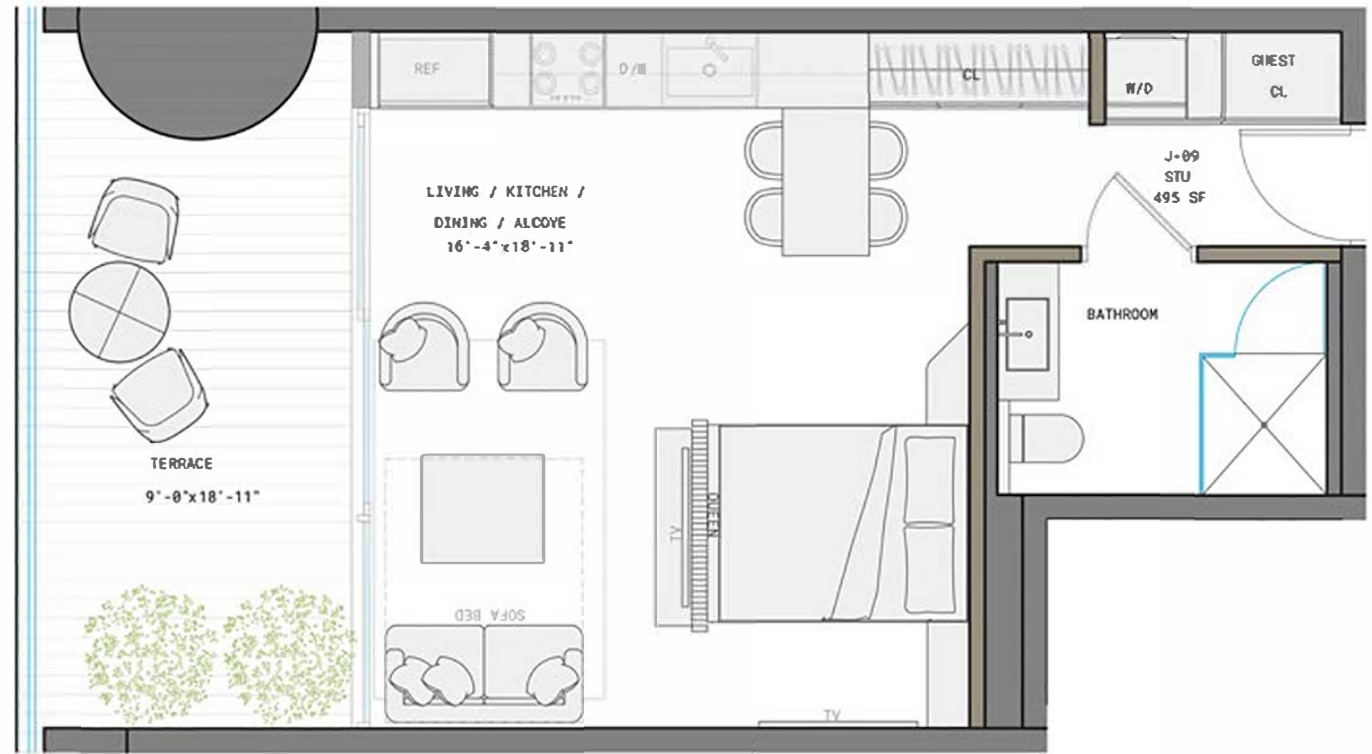 REF
D/W
CL
W/D
GUEST
CL
J-09
STU
495 SF
LIVING / KITCHEN /
DINING / ALCOVE
16'-4"x18'-11"
BATHROOM
TERRACE
9'-0"x18'-11"
TV
QUEEN
SOFA BED
TV